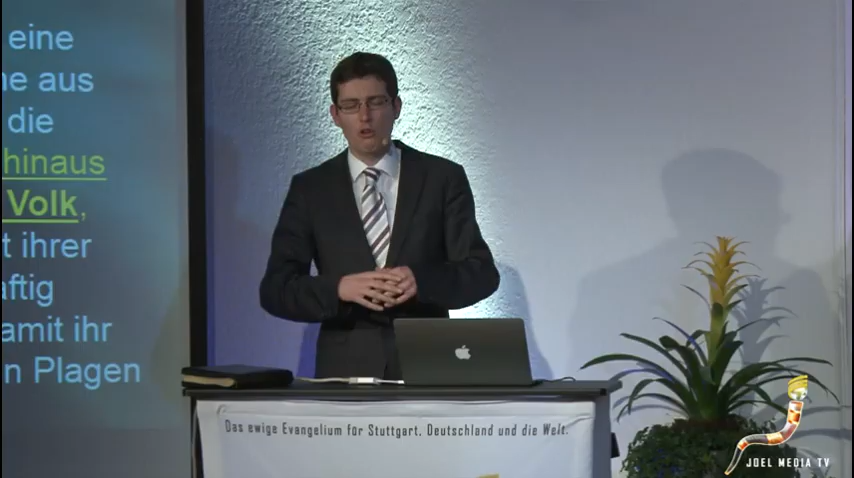 eine
ne aus
die
hinaus
Volk,
t ihrer
aftig
amit ihr
n Plagen
Das ewige Evangelium für Stuttgart, Deutschland und die Welt.
JOEL MEDIA TV